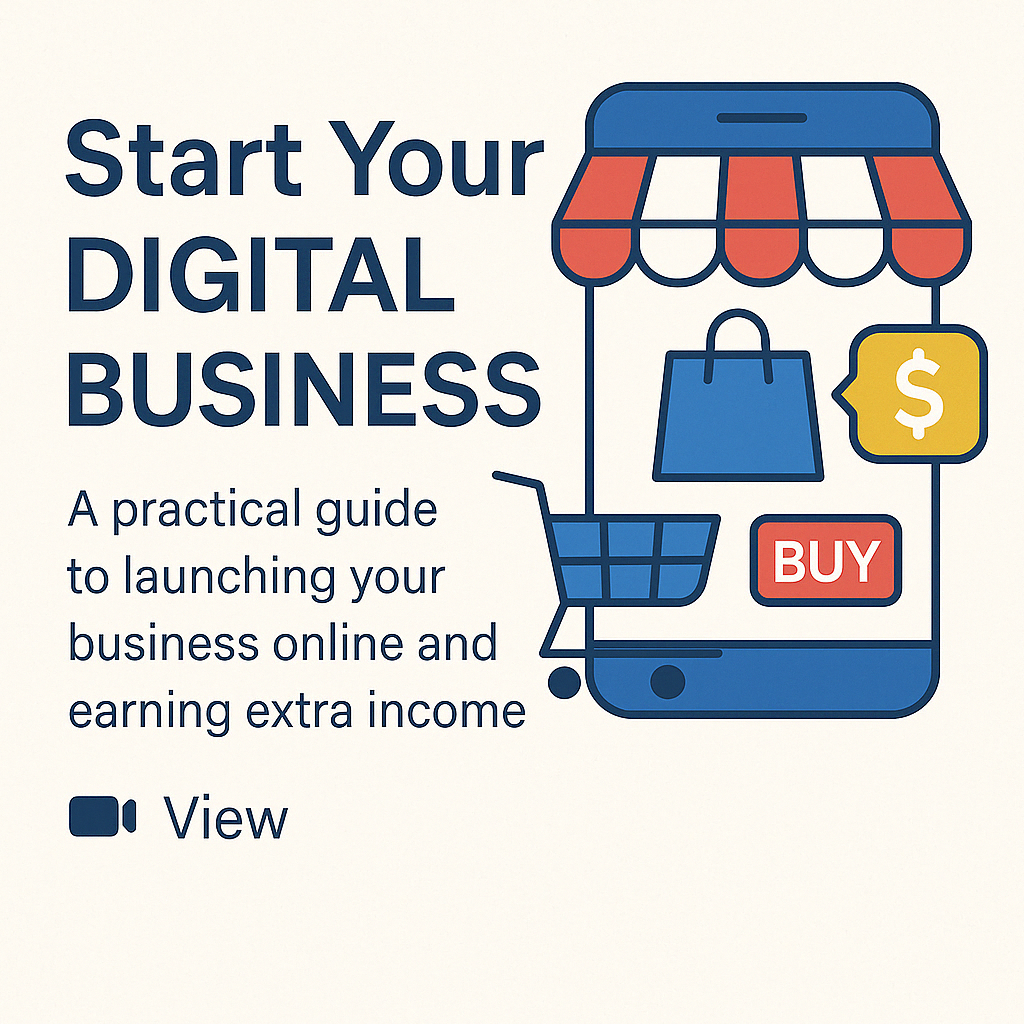 Start Your
DIGITAL
BUSINESS
A practical guide
to launching your
business online and
earning extra income
View
$
BUY